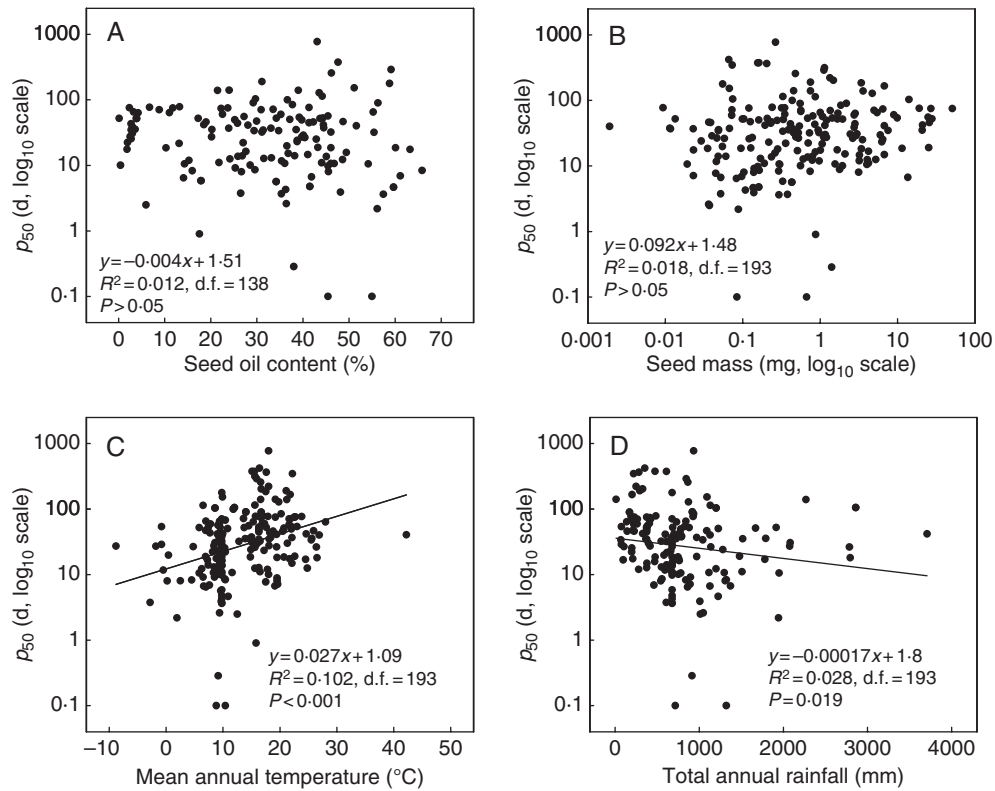 A
1000
100
10
1
0·1
p50 (d, log10 scale)
y=−0·004x+1·51
R2=0·012, d.f.=138
P>0·05
0 10 20 30 40 50 60 70
Seed oil content (%)
B
1000
100
10
1
0·1
p50 (d, log10 scale)
y=0·092x+1·48
R2=0·018, d.f.=193
P>0·05
0·001 0·01 0·1 1 10 100
Seed mass (mg, log10 scale)
C
1000
100
10
1
0·1
p50 (d, log10 scale)
y=0·027x+1·09
R2=0·102, d.f.=193
P<0·001
−10 0 10 20 30 40 50
Mean annual temperature (°C)
D
1000
100
10
1
0·1
p50 (d, log10 scale)
y=−0·00017x+1·8
R2=0·028, d.f.=193
P=0·019
0 1000 2000 3000 4000
Total annual rainfall (mm)